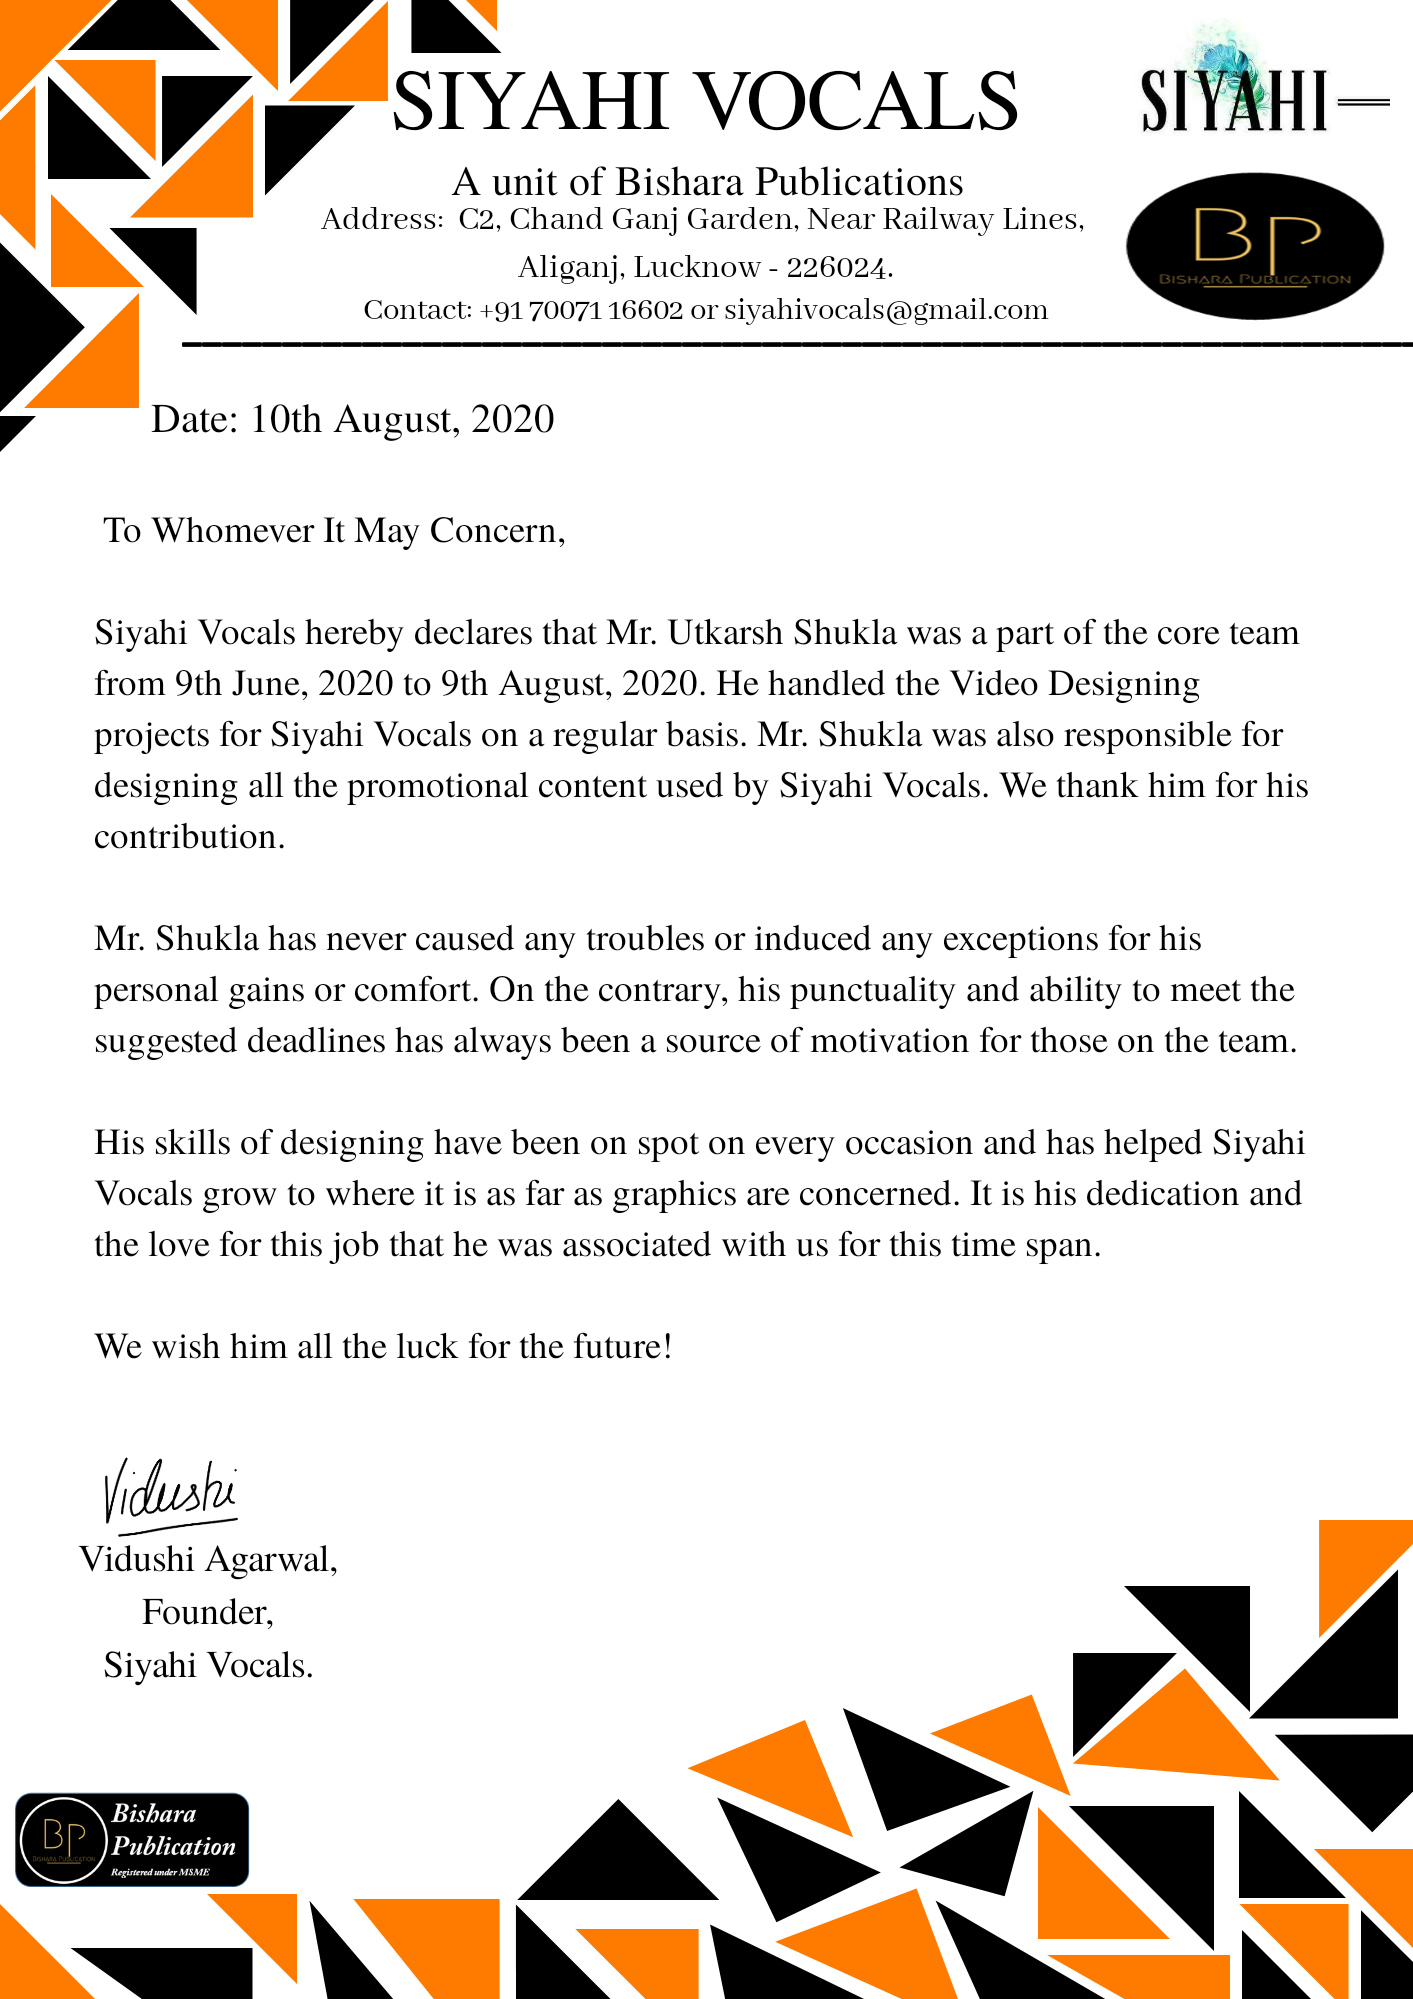 SIYAHI VOCALS
SIYAHI
A unit of Bishara Publications
Address:  C2, Chand Ganj Garden, Near Railway Lines,
Aliganj, Lucknow - 226024.
Contact: +91 70071 16602 or siyahivocals@gmail.com
BP
BISHARA PUBLICATION
Date: 10th August, 2020
To Whomever It May Concern,
Siyahi Vocals hereby declares that Mr. Utkarsh Shukla was a part of the core team
from 9th June, 2020 to 9th August, 2020. He handled the Video Designing
projects for Siyahi Vocals on a regular basis. Mr. Shukla was also responsible for
designing all the promotional content used by Siyahi Vocals. We thank him for his
contribution.
Mr. Shukla has never caused any troubles or induced any exceptions for his
personal gains or comfort. On the contrary, his punctuality and ability to meet the
suggested deadlines has always been a source of motivation for those on the team.
His skills of designing have been on spot on every occasion and has helped Siyahi
Vocals grow to where it is as far as graphics are concerned. It is his dedication and
the love for this job that he was associated with us for this time span.
We wish him all the luck for the future!
Vidushi
Vidushi Agarwal,
Founder,
Siyahi Vocals.
BP
BISHARA PUBLICATION
Bishara
Publication
Registered under MSME